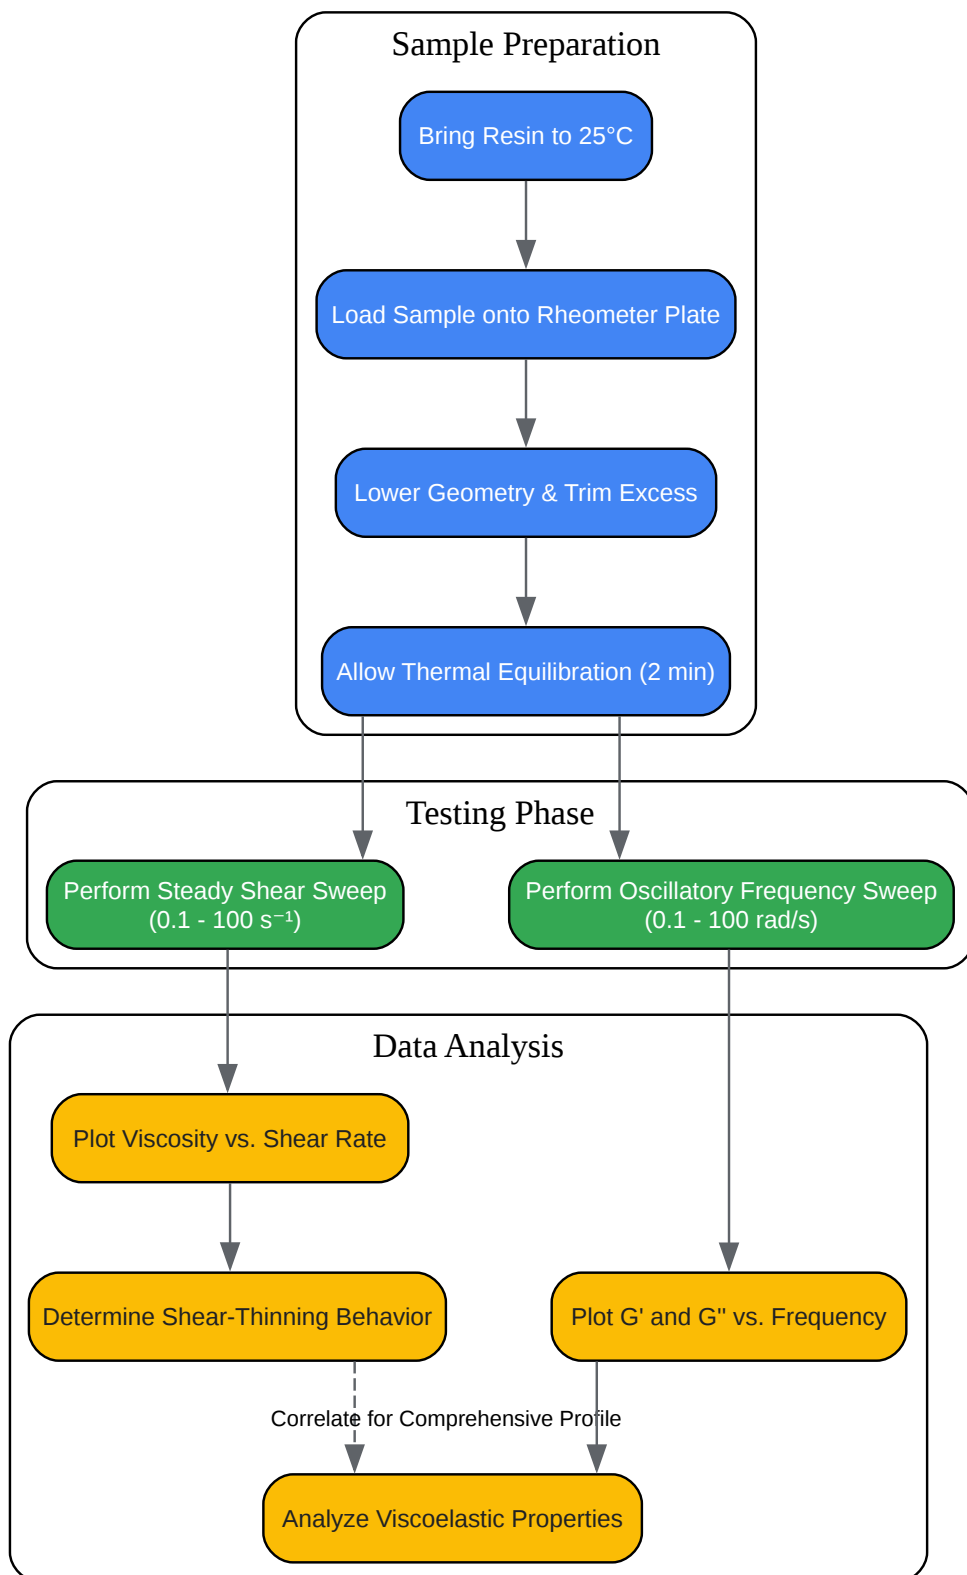 Sample Preparation
Bring Resin to 25°C
Load Sample onto Rheometer Plate
Lower Geometry & Trim Excess
Allow Thermal Equilibration (2 min)
Testing Phase
Perform Steady Shear Sweep
(0.1 - 100 s⁻¹)
Perform Oscillatory Frequency Sweep
(0.1 - 100 rad/s)
Data Analysis
Plot Viscosity vs. Shear Rate
Determine Shear-Thinning Behavior
Plot G' and G" vs. Frequency
Correlate for Comprehensive Profile
Analyze Viscoelastic Properties